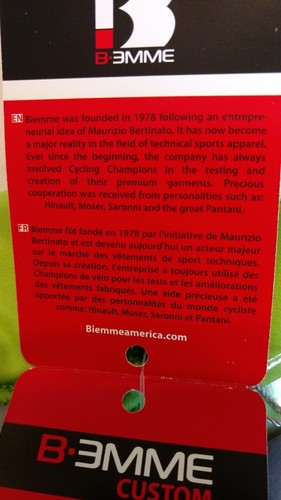 B·3MME
EN Biemme was founded in 1978 following an entrepre-
neurial idea of Maurizio Bertinato. It has now become
a major reality in the field of technical sports apparel.
Ever since the beginning, the company has always
involved Cycling Champions in the testing and
creation of their premium garments. Precious
cooperation was received from personalities such as:
Hinault, Moser, Saronni and the great Pantani.
FR Biemme fût fondé en 1978 par l'initiative de Maurizio
Bertinato et est devenu aujourd'hui un acteur majeur
sur le marché des vêtements de sport techniques.
Depuis sa création, l'entreprise a toujours utilisé des
Champions de vélo pour les tests et les améliorations
des vêtements fabriqués. Une aide précieuse a été
apportée par des personnalités du monde cycliste
comme: Hinault, Moser, Saronni et Pantani.
Biemmeamerica.com
B·3MME
CUSTOM